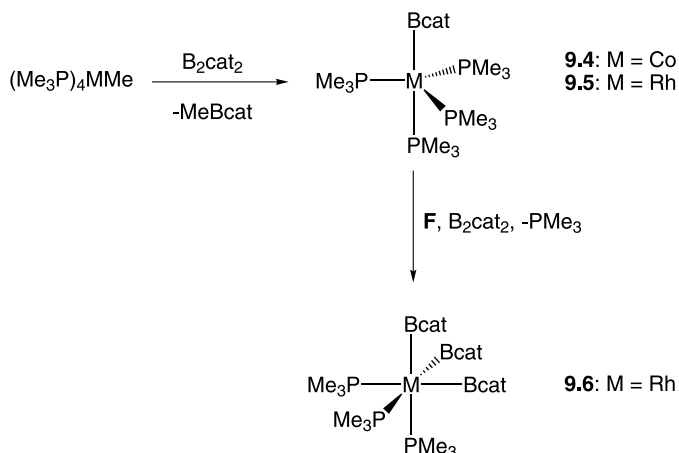 Bcat
(Me₃P)₄MMe
B₂cat₂
-MeBcat
Me₃P
M
PMe₃
PMe₃
PMe₃
9.4: M = Co
9.5: M = Rh
F, B₂cat₂, -PMe₃
Bcat
Bcat
Me₃P
M
Bcat
Me₃P
PMe₃
9.6: M = Rh